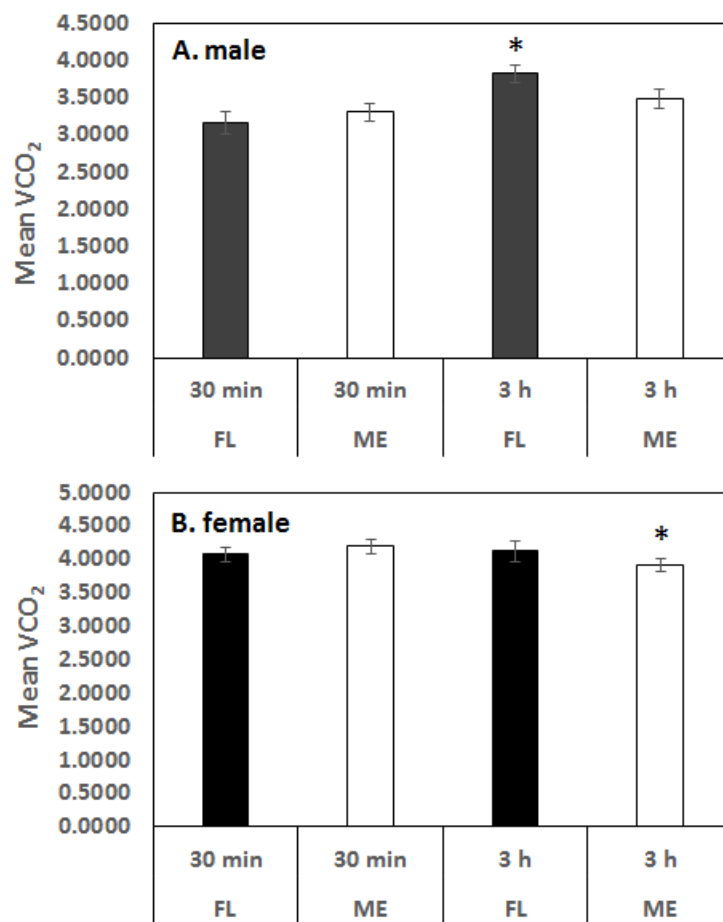 4.5000
4.0000
3.5000
3.0000
2.5000
2.0000
1.5000
1.0000
0.5000
0.0000
Mean VCO₂
A. male
*
30 min 30 min 3 h 3 h
FL ME FL ME
5.0000
4.5000
4.0000
3.5000
3.0000
2.5000
2.0000
1.5000
1.0000
0.5000
0.0000
Mean VCO₂
B. female
*
30 min 30 min 3 h 3 h
FL ME FL ME